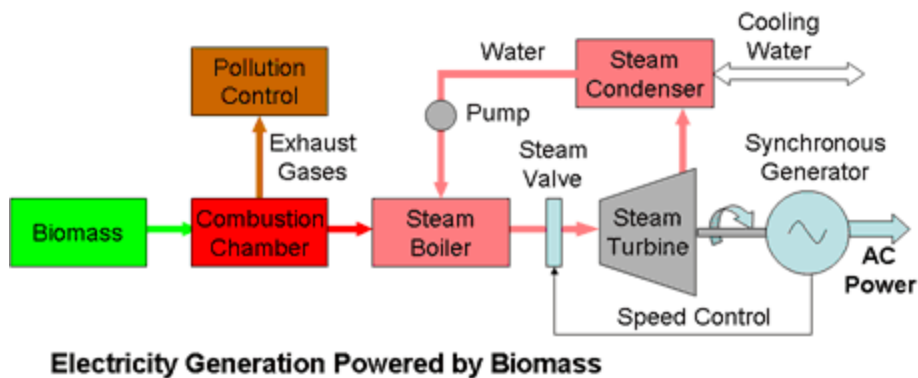 Pollution
Control
Water
Steam
Condenser
Cooling
Water
Pump
Exhaust
Gases
Steam
Valve
Synchronous
Generator
Biomass
Combustion
Chamber
Steam
Boiler
Steam
Turbine
AC
Power
Speed Control
Electricity Generation Powered by Biomass